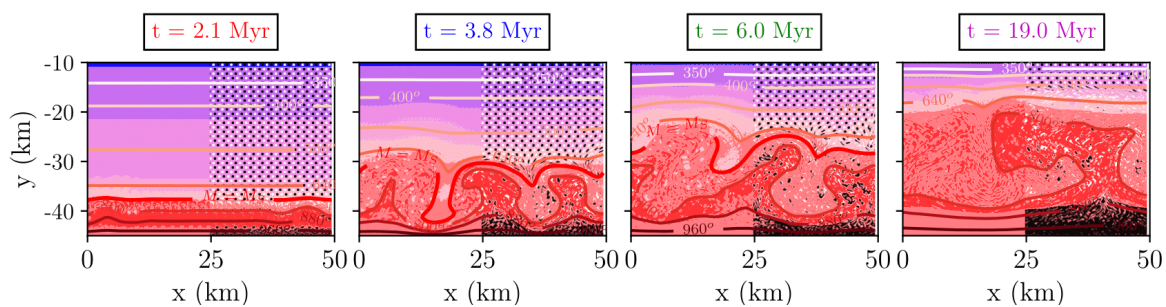 t = 2.1 Myr
t = 3.8 Myr
t = 6.0 Myr
t = 19.0 Myr
y (km)
-10
-20
-30
-40
400°
350°
400°
640°
350°
M = M_S
M = M_S
880°
960°
0 25 50
0 25 50
0 25 50
0 25 50
x (km)
x (km)
x (km)
x (km)